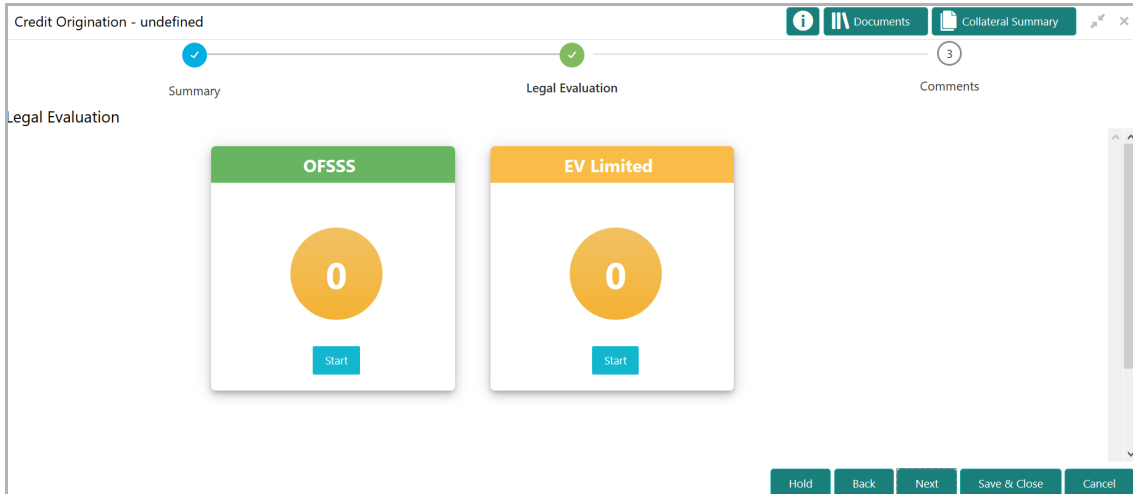 Credit Origination - undefined
i Documents Collateral Summary
3
Summary Legal Evaluation Comments
Legal Evaluation
OFSSS EV Limited
0 0
Start Start
Hold Back Next Save & Close Cancel